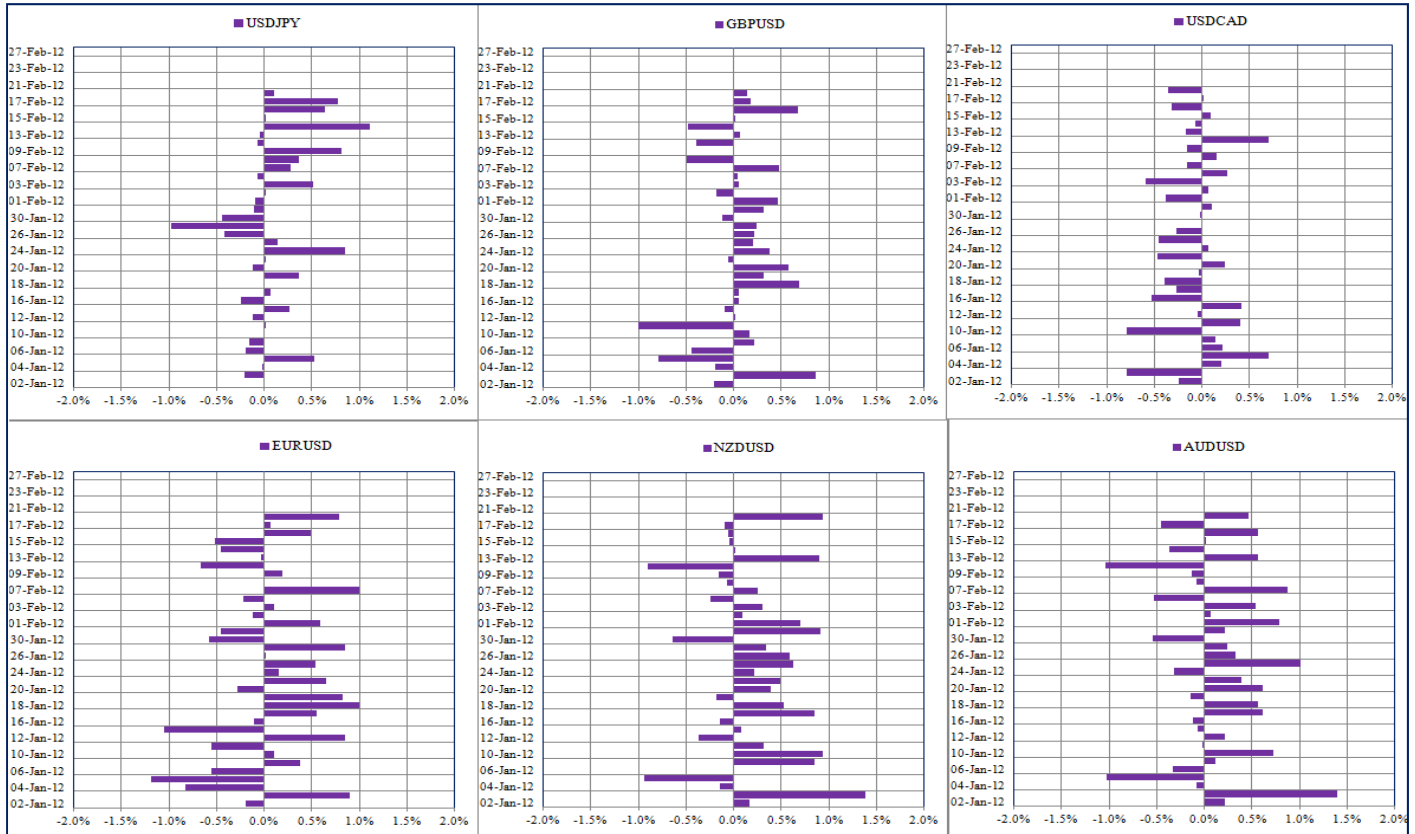 USDJPY
27-Feb-12
23-Feb-12
21-Feb-12
17-Feb-12
15-Feb-12
13-Feb-12
09-Feb-12
07-Feb-12
03-Feb-12
01-Feb-12
30-Jan-12
26-Jan-12
24-Jan-12
20-Jan-12
18-Jan-12
16-Jan-12
12-Jan-12
10-Jan-12
06-Jan-12
04-Jan-12
02-Jan-12
-2.0% -1.5% -1.0% -0.5% 0.0% 0.5% 1.0% 1.5% 2.0%
GBPUSD
27-Feb-12
23-Feb-12
21-Feb-12
17-Feb-12
15-Feb-12
13-Feb-12
09-Feb-12
07-Feb-12
03-Feb-12
01-Feb-12
30-Jan-12
26-Jan-12
24-Jan-12
20-Jan-12
18-Jan-12
16-Jan-12
12-Jan-12
10-Jan-12
06-Jan-12
04-Jan-12
02-Jan-12
-2.0% -1.5% -1.0% -0.5% 0.0% 0.5% 1.0% 1.5% 2.0%
USDCAD
27-Feb-12
23-Feb-12
21-Feb-12
17-Feb-12
15-Feb-12
13-Feb-12
09-Feb-12
07-Feb-12
03-Feb-12
01-Feb-12
30-Jan-12
26-Jan-12
24-Jan-12
20-Jan-12
18-Jan-12
16-Jan-12
12-Jan-12
10-Jan-12
06-Jan-12
04-Jan-12
02-Jan-12
-2.0% -1.5% -1.0% -0.5% 0.0% 0.5% 1.0% 1.5% 2.0%
EURUSD
27-Feb-12
23-Feb-12
21-Feb-12
17-Feb-12
15-Feb-12
13-Feb-12
09-Feb-12
07-Feb-12
03-Feb-12
01-Feb-12
30-Jan-12
26-Jan-12
24-Jan-12
20-Jan-12
18-Jan-12
16-Jan-12
12-Jan-12
10-Jan-12
06-Jan-12
04-Jan-12
02-Jan-12
-2.0% -1.5% -1.0% -0.5% 0.0% 0.5% 1.0% 1.5% 2.0%
NZDUSD
27-Feb-12
23-Feb-12
21-Feb-12
17-Feb-12
15-Feb-12
13-Feb-12
09-Feb-12
07-Feb-12
03-Feb-12
01-Feb-12
30-Jan-12
26-Jan-12
24-Jan-12
20-Jan-12
18-Jan-12
16-Jan-12
12-Jan-12
10-Jan-12
06-Jan-12
04-Jan-12
02-Jan-12
-2.0% -1.5% -1.0% -0.5% 0.0% 0.5% 1.0% 1.5% 2.0%
AUDUSD
27-Feb-12
23-Feb-12
21-Feb-12
17-Feb-12
15-Feb-12
13-Feb-12
09-Feb-12
07-Feb-12
03-Feb-12
01-Feb-12
30-Jan-12
26-Jan-12
24-Jan-12
20-Jan-12
18-Jan-12
16-Jan-12
12-Jan-12
10-Jan-12
06-Jan-12
04-Jan-12
02-Jan-12
-2.0% -1.5% -1.0% -0.5% 0.0% 0.5% 1.0% 1.5% 2.0%